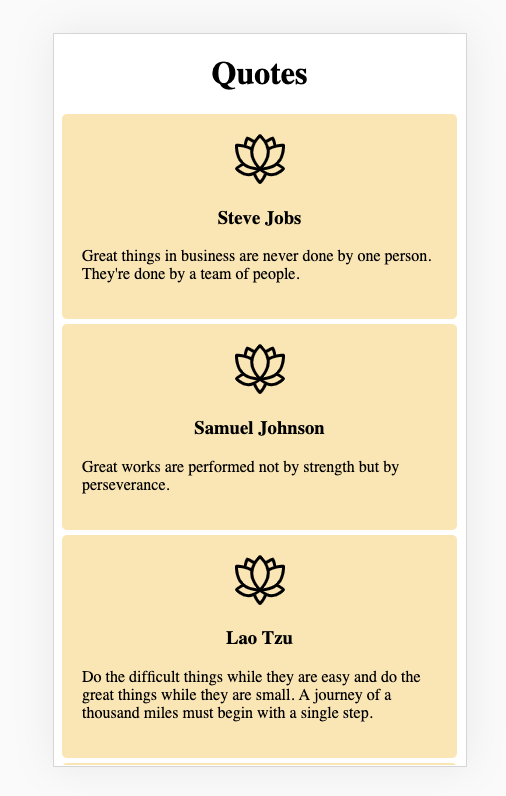 Quotes
Steve Jobs
Great things in business are never done by one person.
They're done by a team of people.
Samuel Johnson
Great works are performed not by strength but by
perseverance.
Lao Tzu
Do the difficult things while they are easy and do the
great things while they are small. A journey of a
thousand miles must begin with a single step.